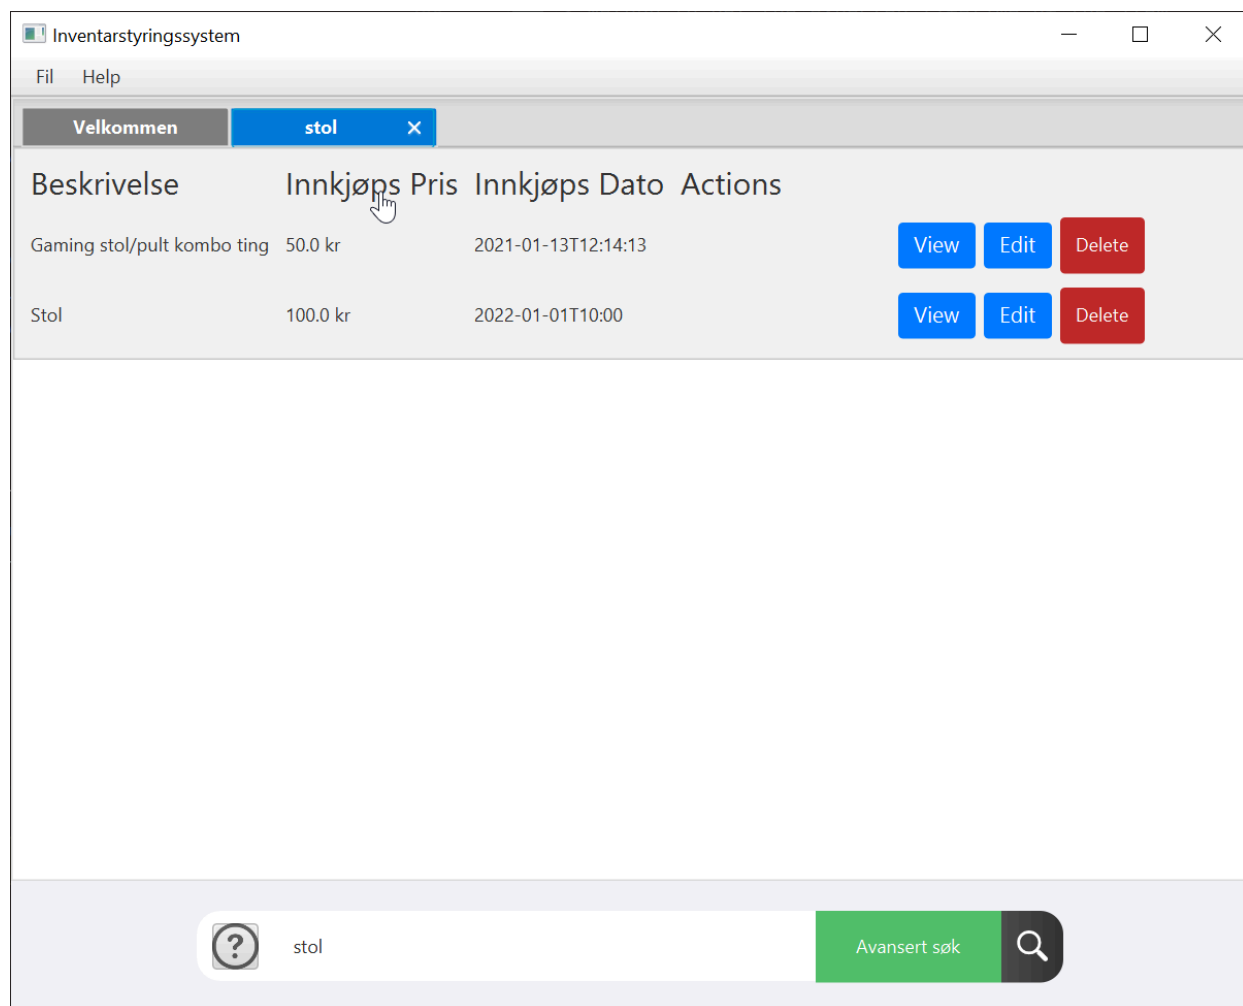 Inventarstyringssystem
Fil Help
Velkommen stol
Beskrivelse Innkjøps Pris Innkjøps Dato Actions
Gaming stol/pult kombo ting 50.0 kr 2021-01-13T12:14:13 View Edit Delete
Stol 100.0 kr 2022-01-01T10:00 View Edit Delete
? stol Avansert søk